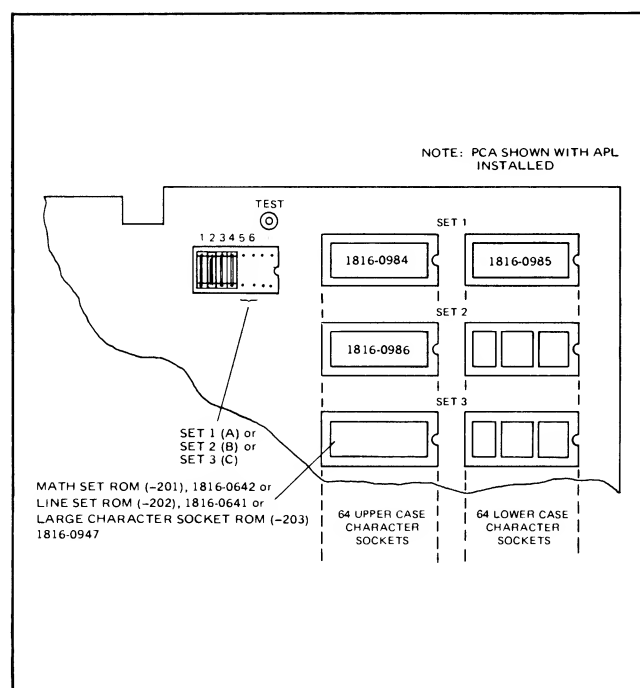 NOTE: PCA SHOWN WITH APL
INSTALLED
TEST
1 2 3 4 5 6
SET 1
1816-0984
1816-0985
SET 2
1816-0986
SET 3
SET 1 (A) or
SET 2 (B) or
SET 3 (C)
MATH SET ROM (-201), 1816-0642 or
LINE SET ROM (-202), 1816-0641 or
LARGE CHARACTER SOCKET ROM (-203)
1816-0947
64 UPPER CASE
CHARACTER
SOCKETS
64 LOWER CASE
CHARACTER
SOCKETS